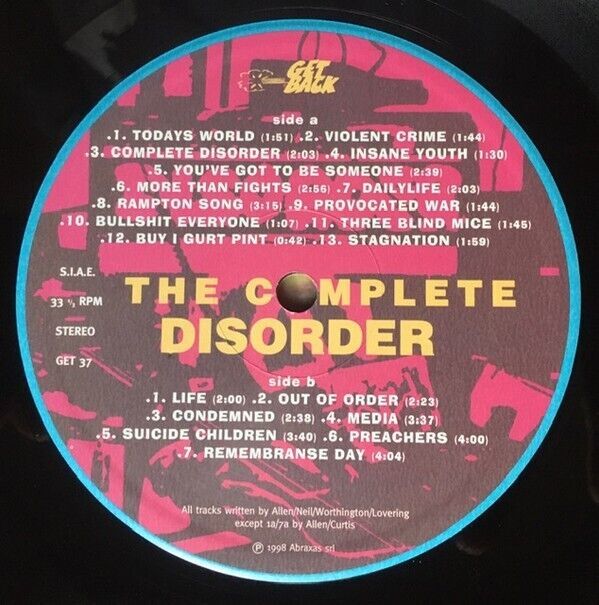 GET
BACK
side a
.1. TODAYS WORLD (1:51) .2. VIOLENT CRIME (1:44)
.3. COMPLETE DISORDER (2:03) .4. INSANE YOUTH (1:30)
.5. YOU'VE GOT TO BE SOMEONE (2:39)
.6. MORE THAN FIGHTS (2:56) .7. DAILYLIFE (2:03)
.8. RAMPTON SONG (3:15) .9. PROVOCATED WAR (1:44)
.10. BULLSHIT EVERYONE (1:07) .11. THREE BLIND MICE (1:45)
.12. BUY I GURT PINT (0:42) .13. STAGNATION (1:59)
S.I.A.E.
33 ⅓ RPM
STEREO
GET 37
THE COMPLETE
DISORDER
side b
.1. LIFE (2:00) .2. OUT OF ORDER (2:23)
.3. CONDEMNED (2:38) .4. MEDIA (3:37)
.5. SUICIDE CHILDREN (3:40) .6. PREACHERS (4:00)
.7. REMEMBRANSE DAY (4:04)
All tracks written by Allen/Neil/Worthington/Lovering
except 1a/7a by Allen/Curtis
℗ 1998 Abraxas srl